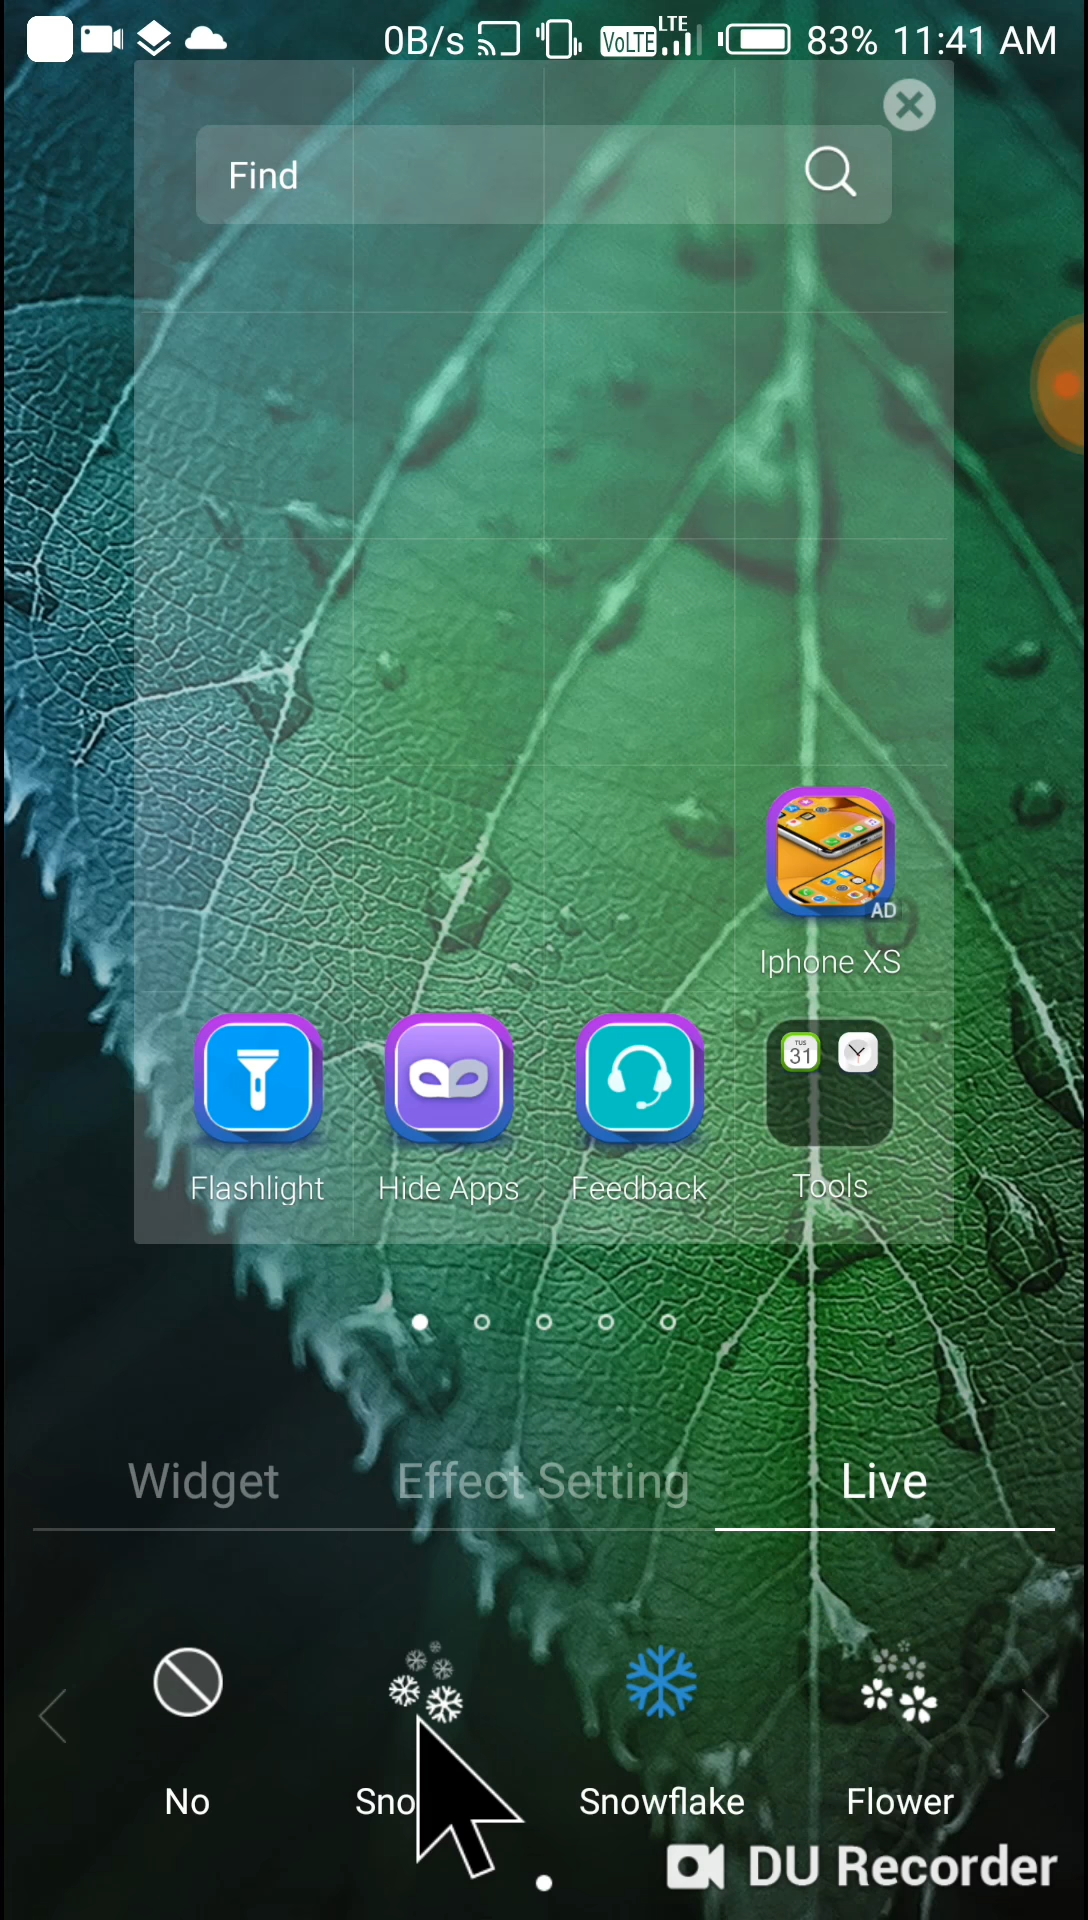 0B/s VoLTE LTE 83% 11:41 AM
Find
AD
Iphone XS
TUS
31
Flashlight Hide Apps Feedback Tools
Widget Effect Setting Live
No Snowflake Flower
DU Recorder